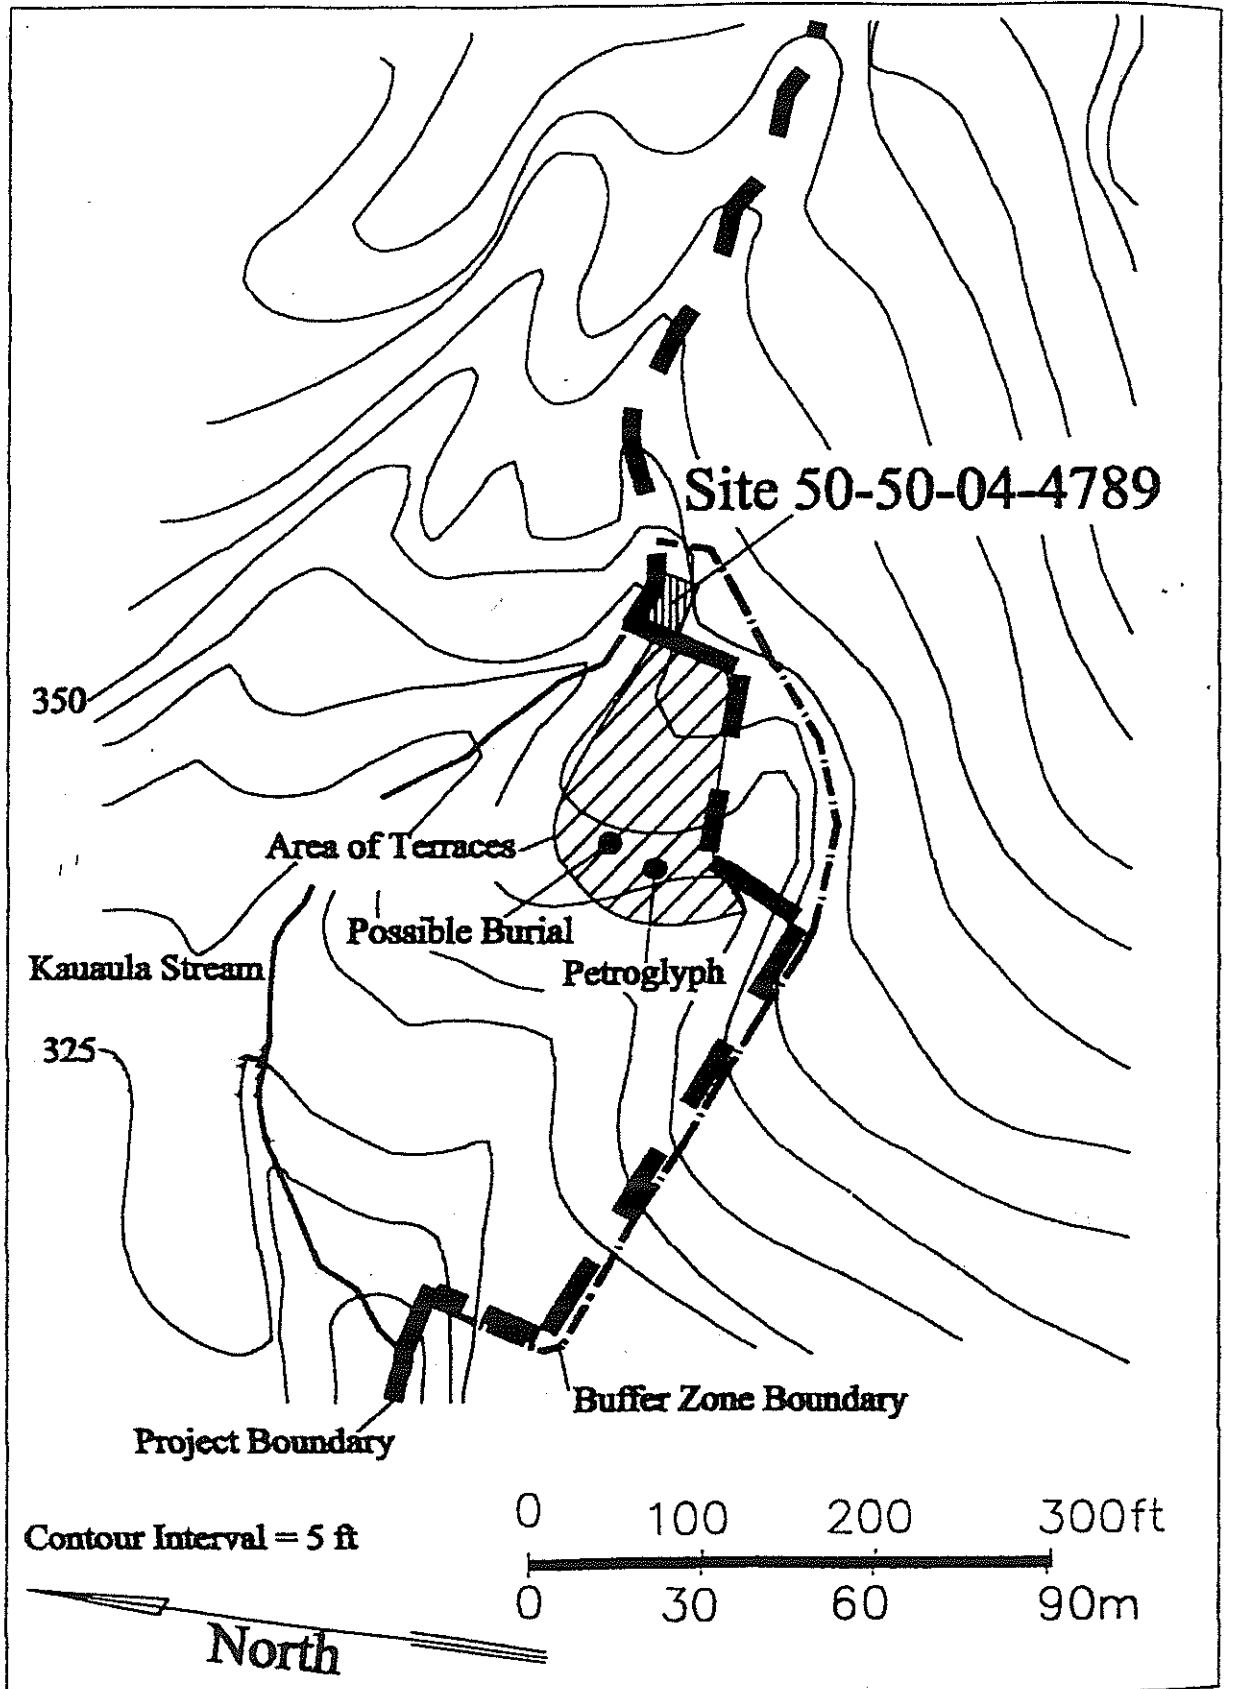 Site 50-50-04-4789
350
Area of Terraces
Possible Burial
Kauaula Stream
Petroglyph
325
Buffer Zone Boundary
Project Boundary
0 100 200 300ft
Contour Interval = 5 ft
0 30 60 90m
North